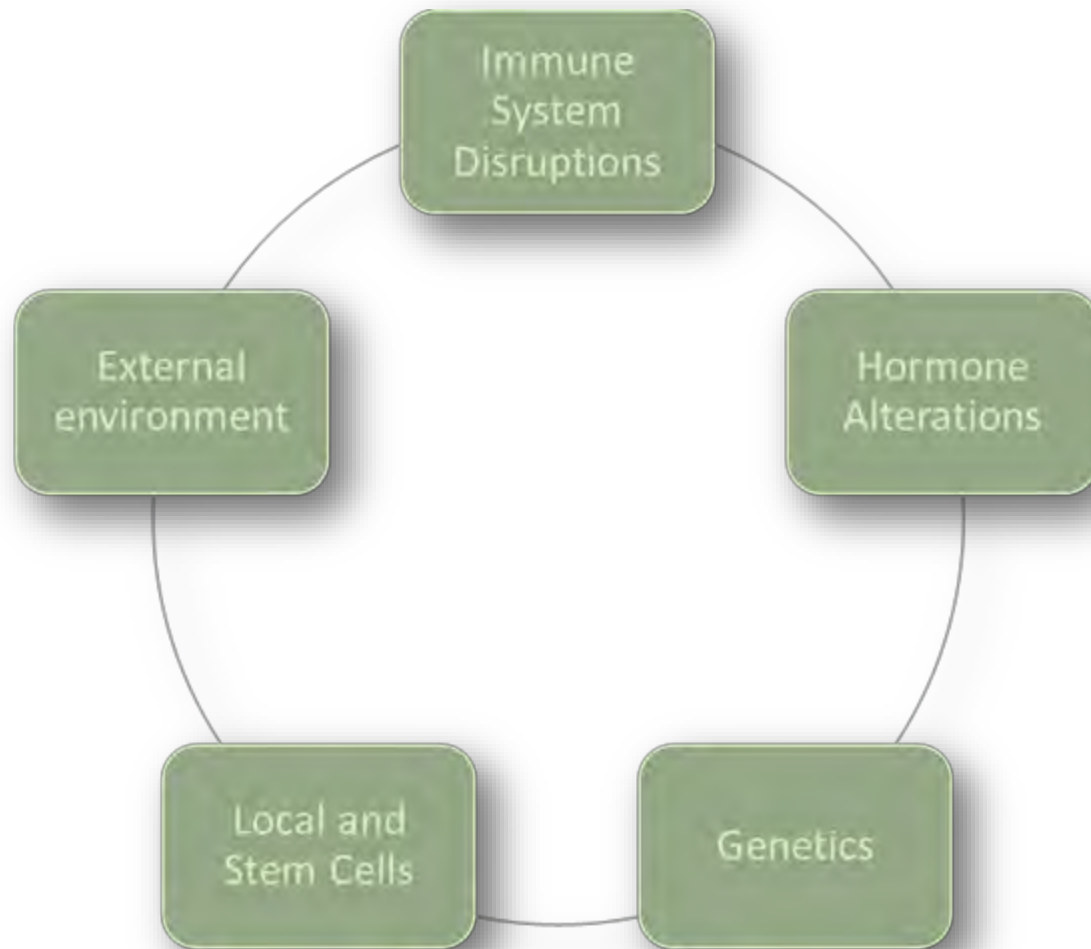 Immune
System
Disruptions
External
environment
Hormone
Alterations
Local and
Stem Cells
Genetics